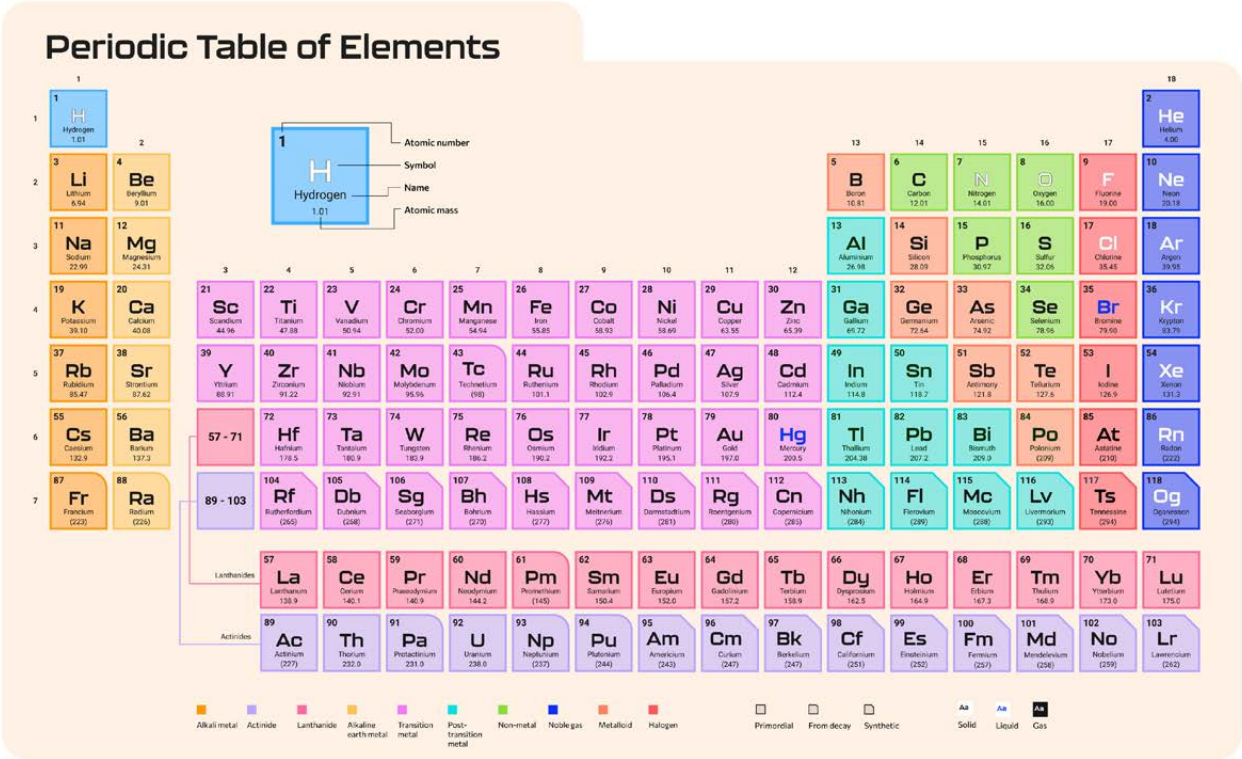 Periodic Table of Elements
1 18
1 2
1 H He
Hydrogen Helium
1.01 4.00
1 Atomic number
H Symbol
Hydrogen Name
1.01 Atomic mass
2 13 14 15 16 17
3 4 5 6 7 8 9 10
2 Li Be B C N O F Ne
Lithium Beryllium Boron Carbon Nitrogen Oxygen Fluorine Neon
6.94 9.01 10.81 12.01 14.01 16.00 19.00 20.18
11 12 13 14 15 16 17 18
3 Na Mg Al Si P S Cl Ar
Sodium Magnesium Aluminium Silicon Phosphorus Sulfur Chlorine Argon
22.99 24.31 26.98 28.09 30.97 32.06 35.45 39.95
3 4 5 6 7 8 9 10 11 12
19 20 21 22 23 24 25 26 27 28 29 30 31 32 33 34 35 36
4 K Ca Sc Ti V Cr Mn Fe Co Ni Cu Zn Ga Ge As Se Br Kr
Potassium Calcium Scandium Titanium Vanadium Chromium Manganese Iron Cobalt Nickel Copper Zinc Gallium Germanium Arsenic Selenium Bromine Krypton
39.10 40.08 44.96 47.88 50.94 52.00 54.94 55.85 58.93 58.69 63.55 65.39 69.72 72.64 74.92 78.96 79.90 83.79
37 38 39 40 41 42 43 44 45 46 47 48 49 50 51 52 53 54
5 Rb Sr Y Zr Nb Mo Tc Ru Rh Pd Ag Cd In Sn Sb Te I Xe
Rubidium Strontium Yttrium Zirconium Niobium Molybdenum Technetium Ruthenium Rhodium Palladium Silver Cadmium Indium Tin Antimony Tellurium Iodine Xenon
85.47 87.62 88.91 91.22 92.91 95.96 (98) 101.1 102.9 106.4 107.9 112.4 114.8 118.7 121.8 127.6 126.9 131.3
55 56 72 73 74 75 76 77 78 79 80 81 82 83 84 85 86
6 Cs Ba 57 - 71 Hf Ta W Re Os Ir Pt Au Hg Tl Pb Bi Po At Rn
Caesium Barium Hafnium Tantalum Tungsten Rhenium Osmium Iridium Platinum Gold Mercury Thallium Lead Bismuth Polonium Astatine Radon
132.9 137.3 178.5 180.9 183.9 186.2 190.2 192.2 195.1 197.0 200.5 204.38 207.2 209.0 (209) (210) (222)
87 88 104 105 106 107 108 109 110 111 112 113 114 115 116 117 118
7 Fr Ra 89 - 103 Rf Db Sg Bh Hs Mt Ds Rg Cn Nh Fl Mc Lv Ts Og
Francium Radium Rutherfordium Dubnium Seaborgium Bohrium Hassium Meitnerium Darmstadtium Roentgenium Copernicium Nihonium Flerovium Moscovium Livermorium Tennessine Oganesson
(223) (226) (265) (268) (271) (270) (277) (276) (281) (280) (285) (284) (289) (288) (293) (294) (294)
57 58 59 60 61 62 63 64 65 66 67 68 69 70 71
Lanthanides La Ce Pr Nd Pm Sm Eu Gd Tb Dy Ho Er Tm Yb Lu
Lanthanum Cerium Praseodymium Neodymium Promethium Samarium Europium Gadolinium Terbium Dysprosium Holmium Erbium Thulium Ytterbium Lutetium
138.9 140.1 140.9 144.2 (145) 150.4 152.0 157.2 158.9 162.5 164.9 167.3 168.9 173.0 175.0
89 90 91 92 93 94 95 96 97 98 99 100 101 102 103
Actinides Ac Th Pa U Np Pu Am Cm Bk Cf Es Fm Md No Lr
Actinium Thorium Protactinium Uranium Neptunium Plutonium Americium Curium Berkelium Californium Einsteinium Fermium Mendelevium Nobelium Lawrencium
(227) 232.0 231.0 238.0 (237) (244) (243) (247) (247) (251) (252) (257) (258) (259) (262)
Aa Aa Aa
Alkali metal Actinide Lanthanide Alkaline earth metal Transition metal Post-transition metal Non-metal Noble gas Metalloid Halogen Primordial From decay Synthetic Solid Liquid Gas